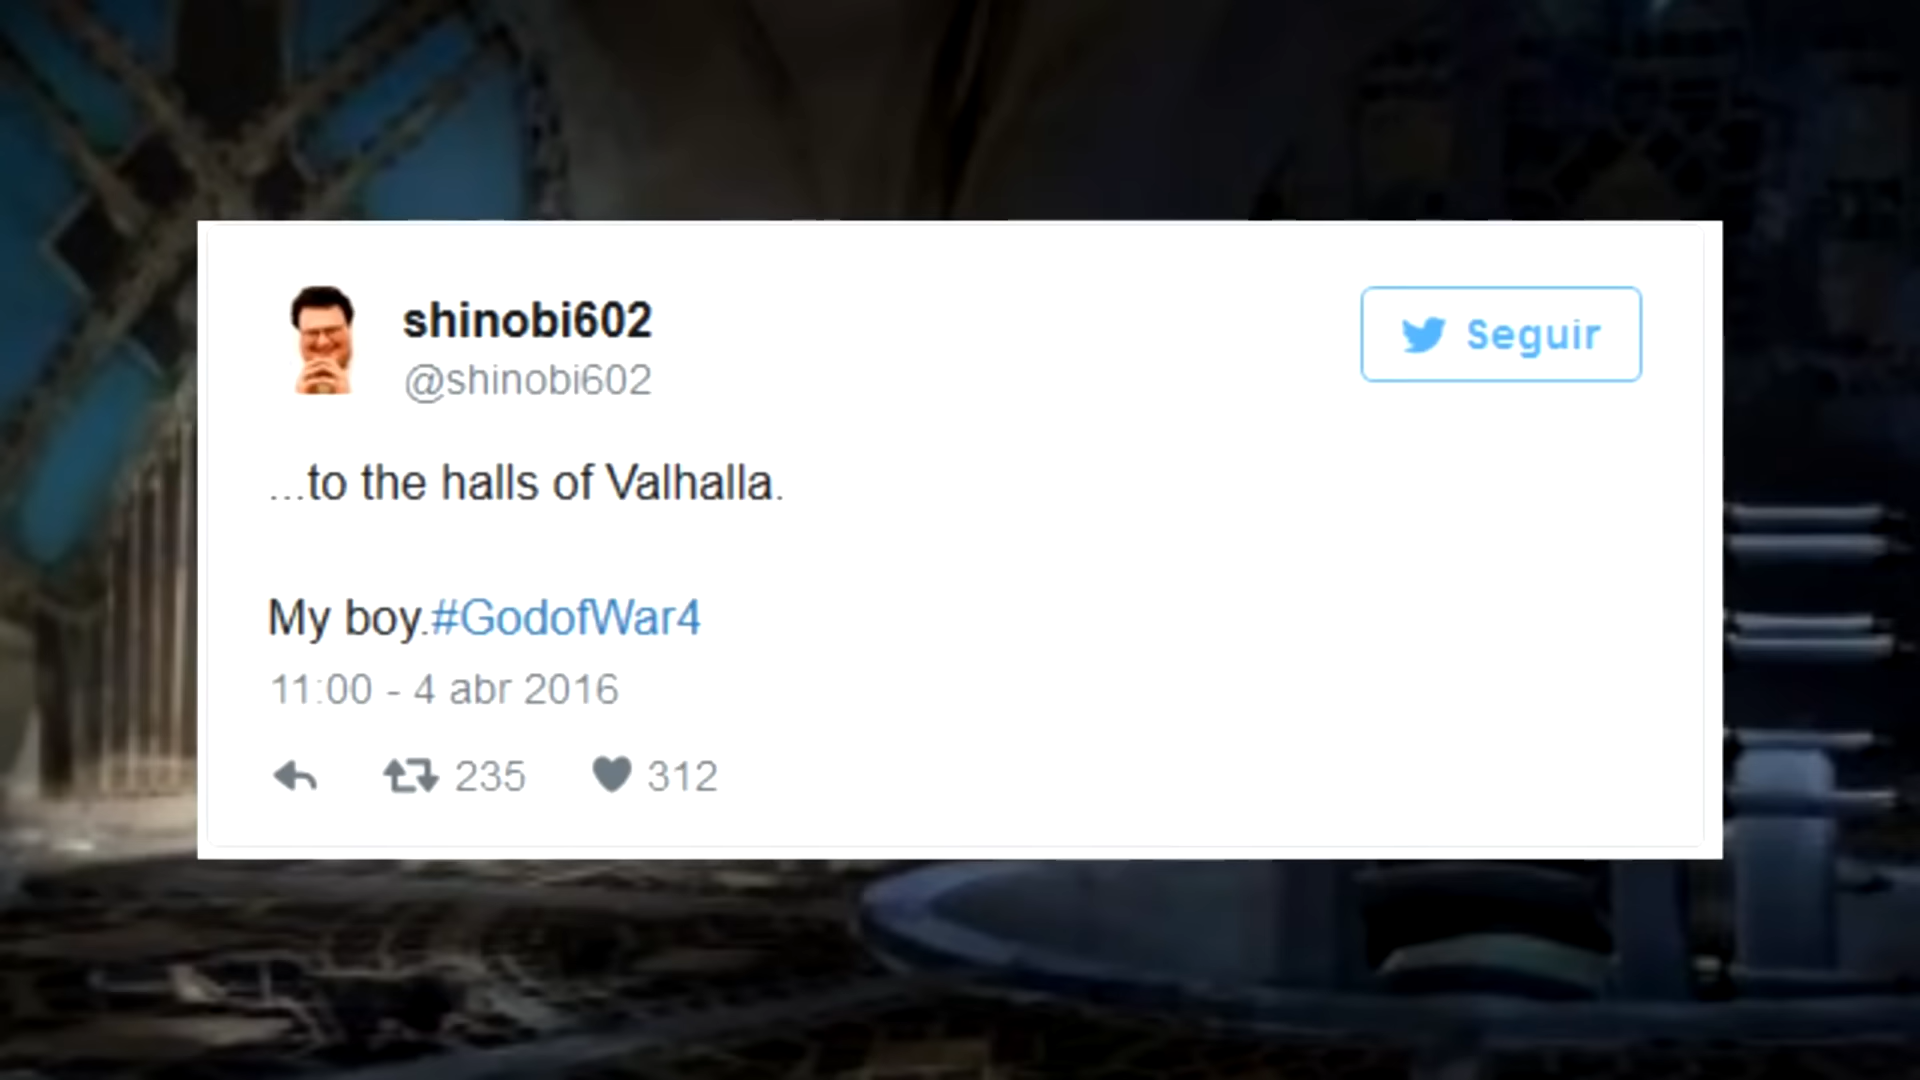 shinobi602
@shinobi602
Seguir
...to the halls of Valhalla.
My boy.#GodofWar4
11:00 - 4 abr 2016
235 312